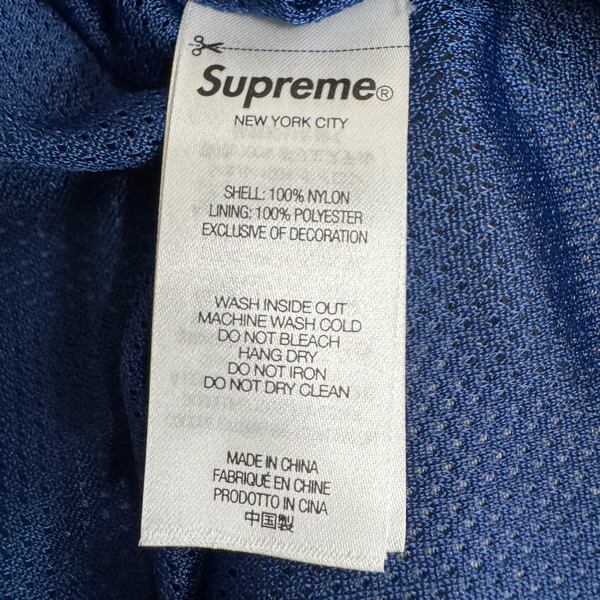 Supreme®
NEW YORK CITY
SHELL: 100% NYLON
LINING: 100% POLYESTER
EXCLUSIVE OF DECORATION
WASH INSIDE OUT
MACHINE WASH COLD
DO NOT BLEACH
HANG DRY
DO NOT IRON
DO NOT DRY CLEAN
MADE IN CHINA
FABRIQUÉ EN CHINE
PRODOTTO IN CINA
中国製